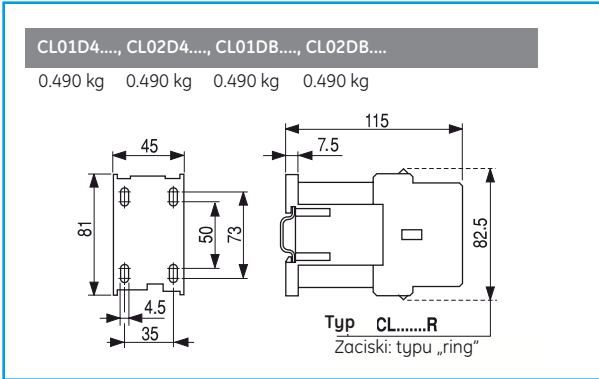 CL01D4...., CL02D4...., CL01DB...., CL02DB....
0.490 kg 0.490 kg 0.490 kg 0.490 kg
115
45
7.5
81
50
73
82.5
4.5
35
Typ CL.......R
Zaciski: typu „ring”